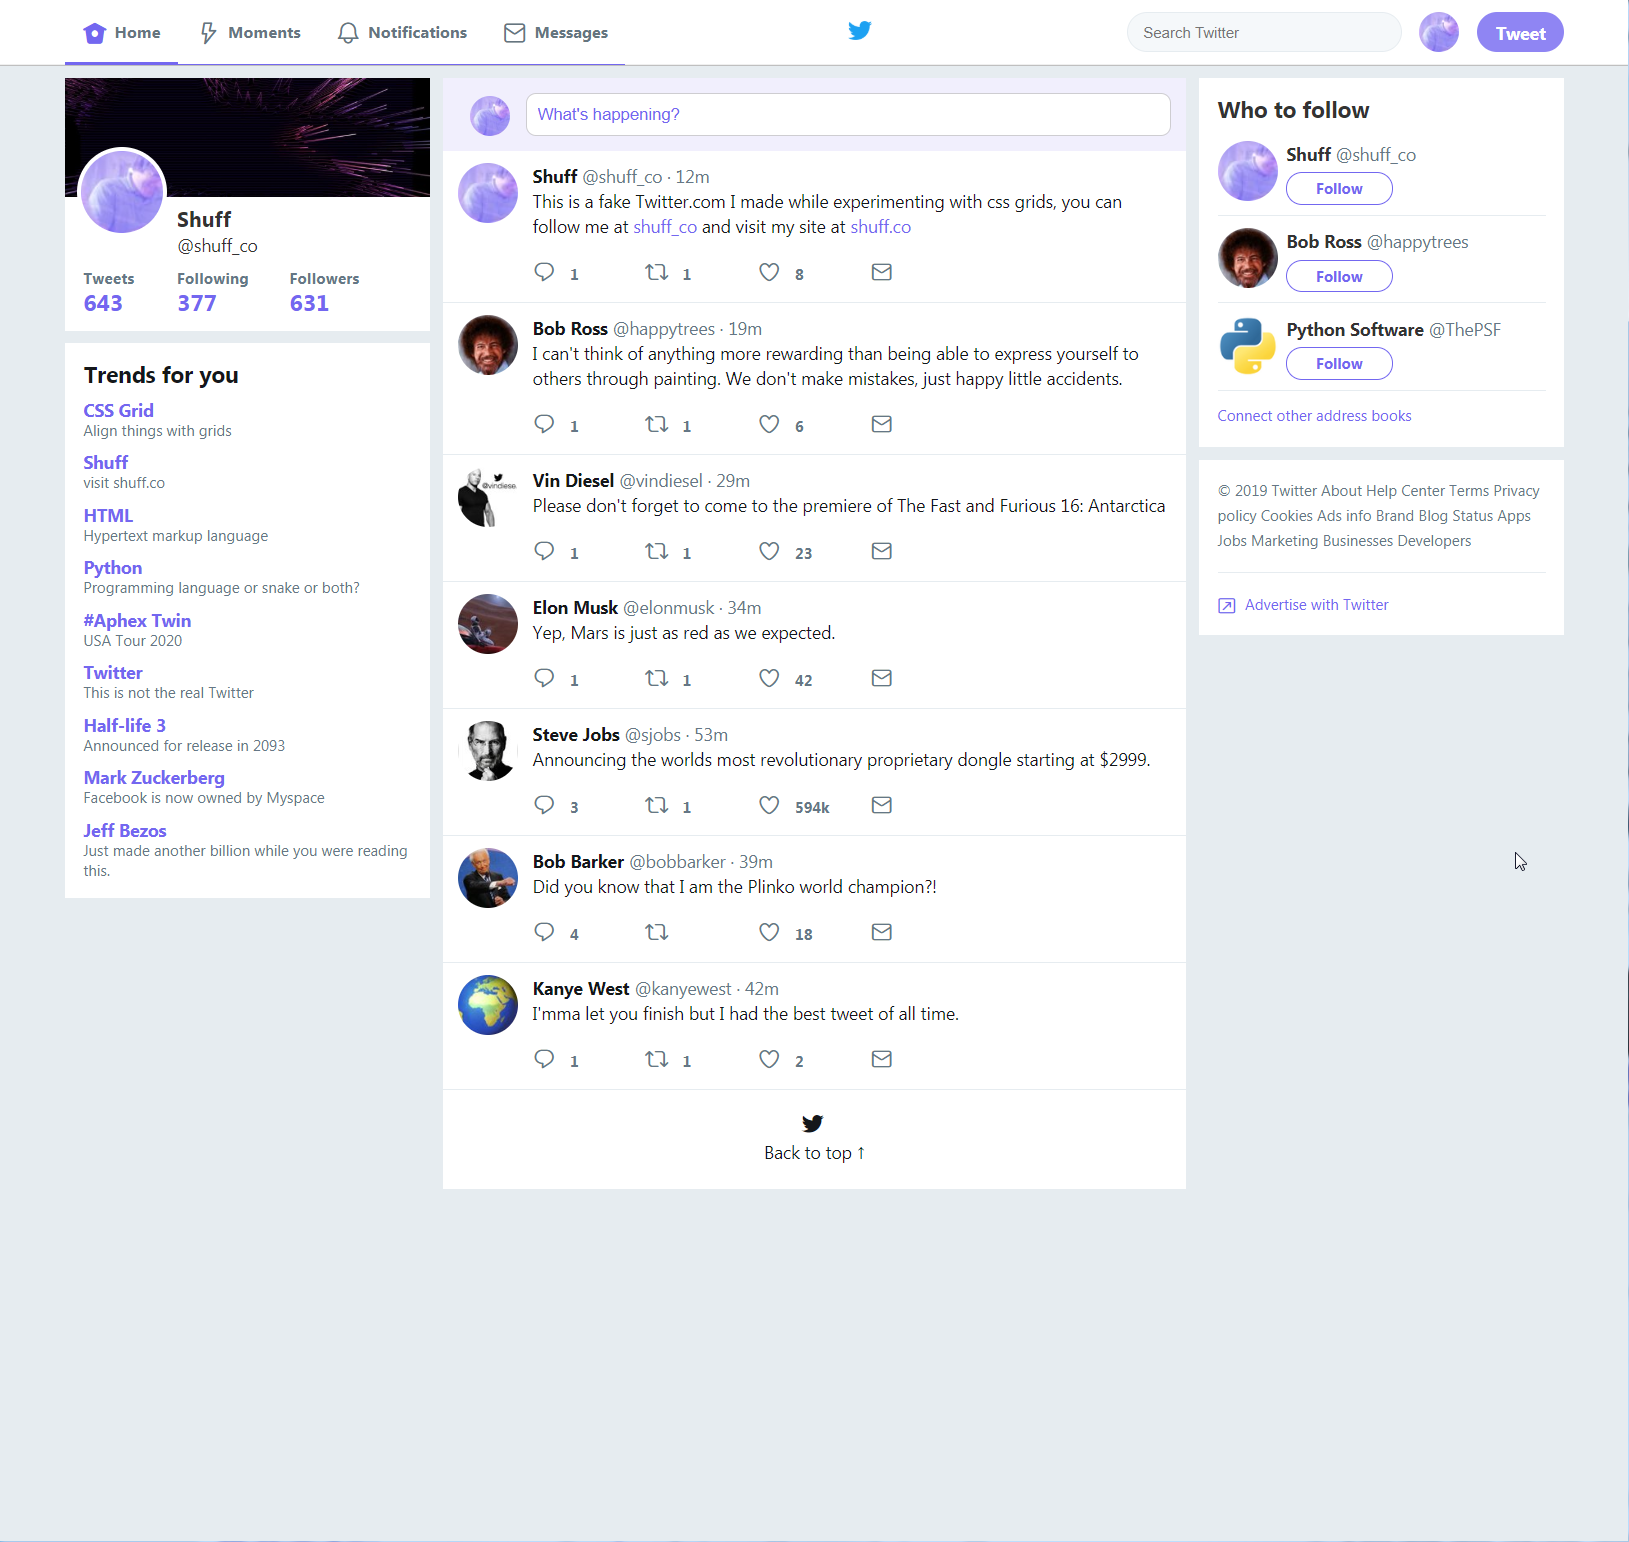 Home
Moments
Notifications
Messages
Search Twitter
Tweet
Shuff
@shuff_co
Tweets
Following
Followers
643
377
631
Trends for you
CSS Grid
Align things with grids
Shuff
visit shuff.co
HTML
Hypertext markup language
Python
Programming language or snake or both?
#Aphex Twin
USA Tour 2020
Twitter
This is not the real Twitter
Half-life 3
Announced for release in 2093
Mark Zuckerberg
Facebook is now owned by Myspace
Jeff Bezos
Just made another billion while you were reading
this.
What's happening?
Shuff @shuff_co · 12m
This is a fake Twitter.com I made while experimenting with css grids, you can
follow me at shuff_co and visit my site at shuff.co
1 1 8
Bob Ross @happytrees · 19m
I can't think of anything more rewarding than being able to express yourself to
others through painting. We don't make mistakes, just happy little accidents.
1 1 6
@vindiesel
Vin Diesel @vindiesel · 29m
Please don't forget to come to the premiere of The Fast and Furious 16: Antarctica
1 1 23
Elon Musk @elonmusk · 34m
Yep, Mars is just as red as we expected.
1 1 42
Steve Jobs @sjobs · 53m
Announcing the worlds most revolutionary proprietary dongle starting at $2999.
3 1 594k
Bob Barker @bobbarker · 39m
Did you know that I am the Plinko world champion?!
4 18
Kanye West @kanyewest · 42m
I'mma let you finish but I had the best tweet of all time.
1 1 2
Back to top ↑
Who to follow
Shuff @shuff_co
Follow
Bob Ross @happytrees
Follow
Python Software @ThePSF
Follow
Connect other address books
© 2019 Twitter About Help Center Terms Privacy
policy Cookies Ads info Brand Blog Status Apps
Jobs Marketing Businesses Developers
Advertise with Twitter